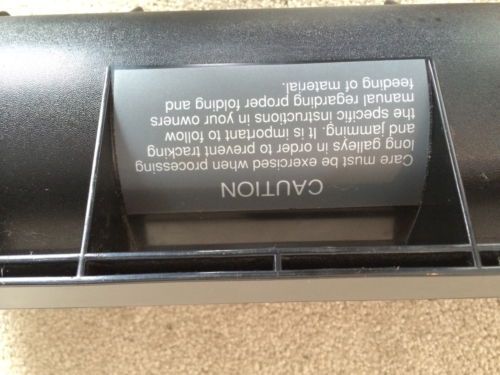 CAUTION
Care must be exercised when processing
long galleys in order to prevent tracking
and jamming. It is important to follow
the specific instructions in your owners
manual regarding proper folding and
feeding of material.